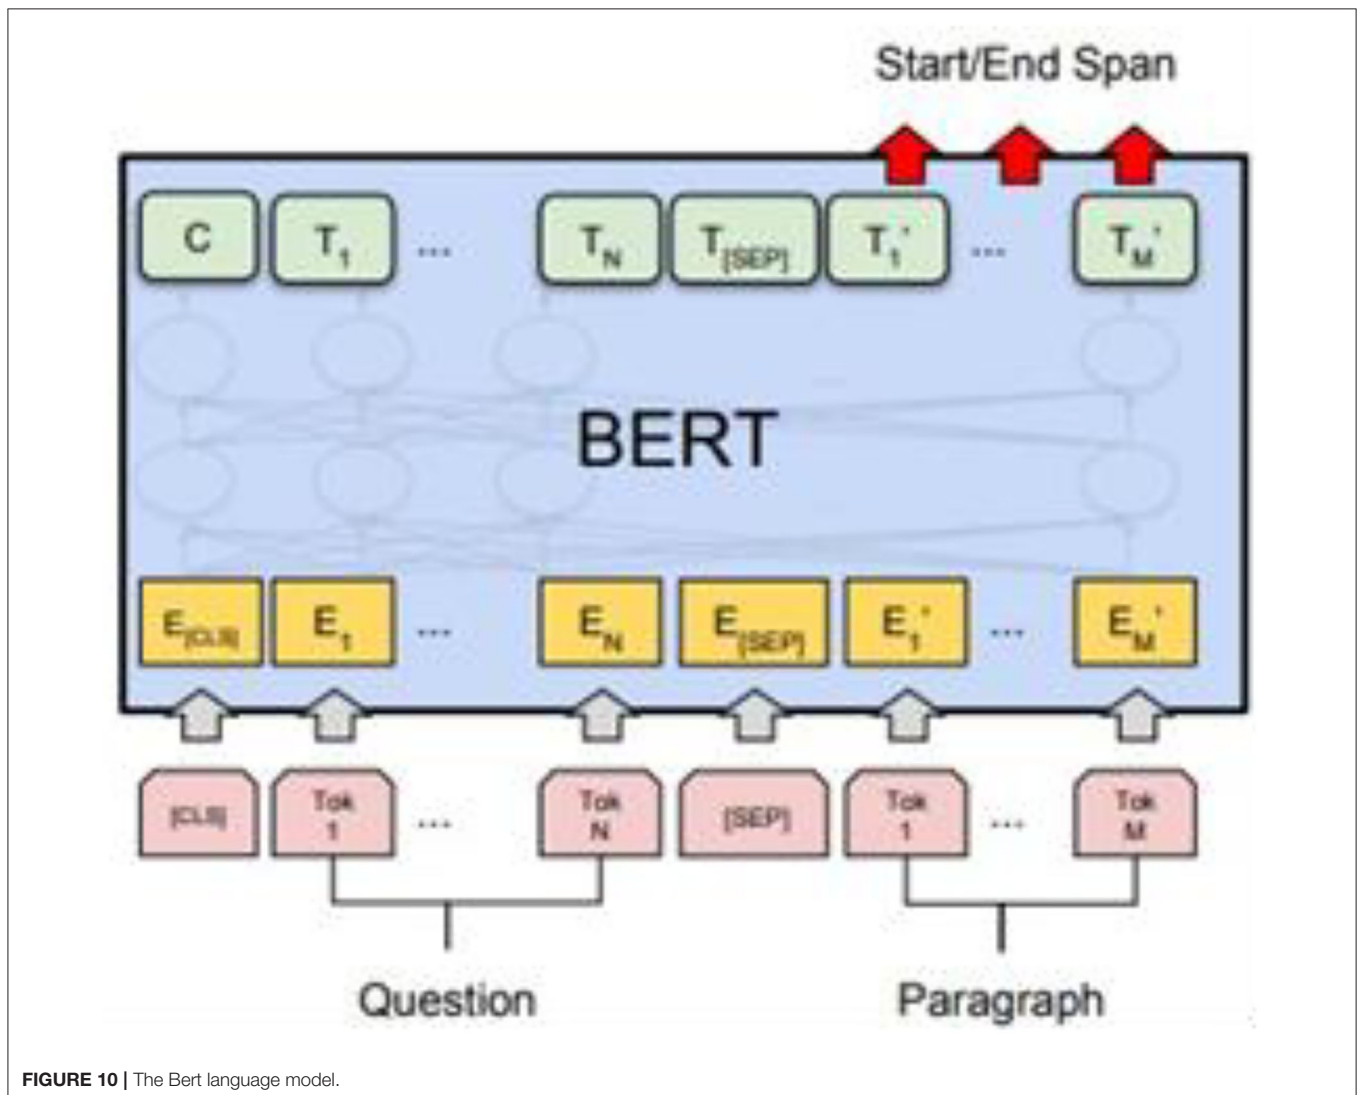 Start/End Span
C T1 ... TN T[SEP] T1' ... TM'
BERT
E[CLS] E1 ... EN E[SEP] E1' ... EM'
[CLS] Tok 1 ... Tok N [SEP] Tok 1 ... Tok M
Question Paragraph
FIGURE 10 | The Bert language model.